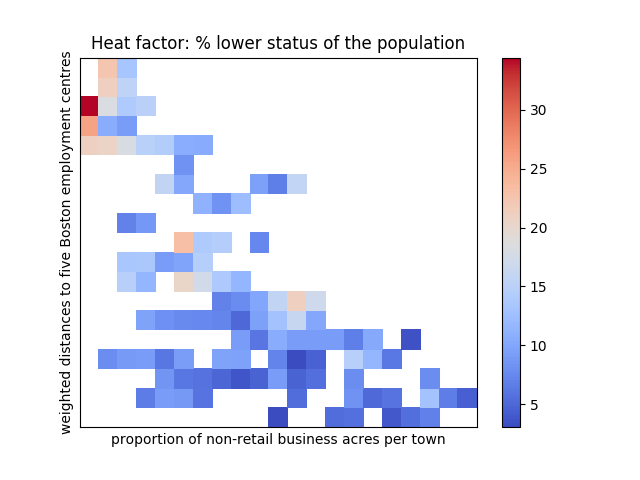 Heat factor: % lower status of the population
weighted distances to five Boston employment centres
proportion of non-retail business acres per town
30
25
20
15
10
5